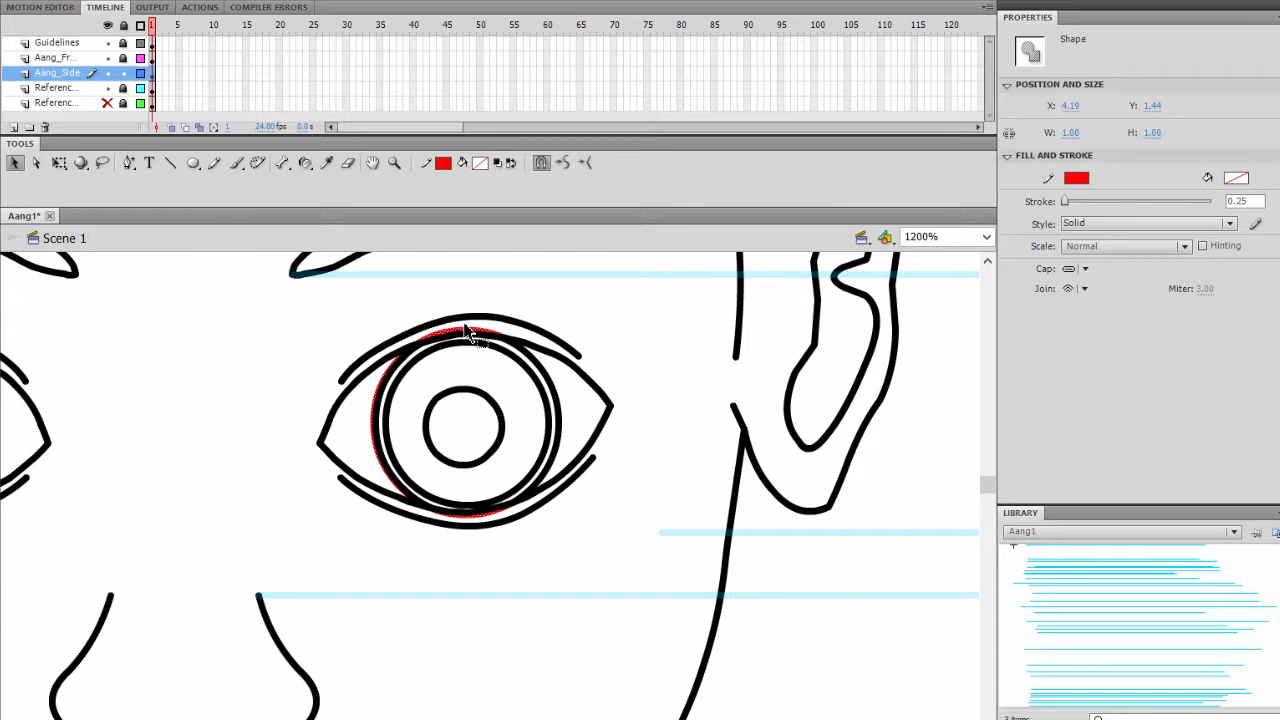 MOTION EDITOR TIMELINE OUTPUT ACTIONS COMPILER ERRORS
1 5 10 15 20 25 30 35 40 45 50 55 60 65 70 75 80 85 90 95 100 105 110 115 120
Guidelines
Aang_Fr...
Aang_Side
Referenc...
Referenc...
1 24.00fps 0.0s
TOOLS
T
Aang1*
Scene 1
1200%
PROPERTIES
Shape
POSITION AND SIZE
X: 4.19 Y: 1.44
W: 1.00 H: 1.00
FILL AND STROKE
Stroke: 0.25
Style: Solid
Scale: Normal Hinting
Cap:
Join: Miter: 3.00
LIBRARY
Aang1